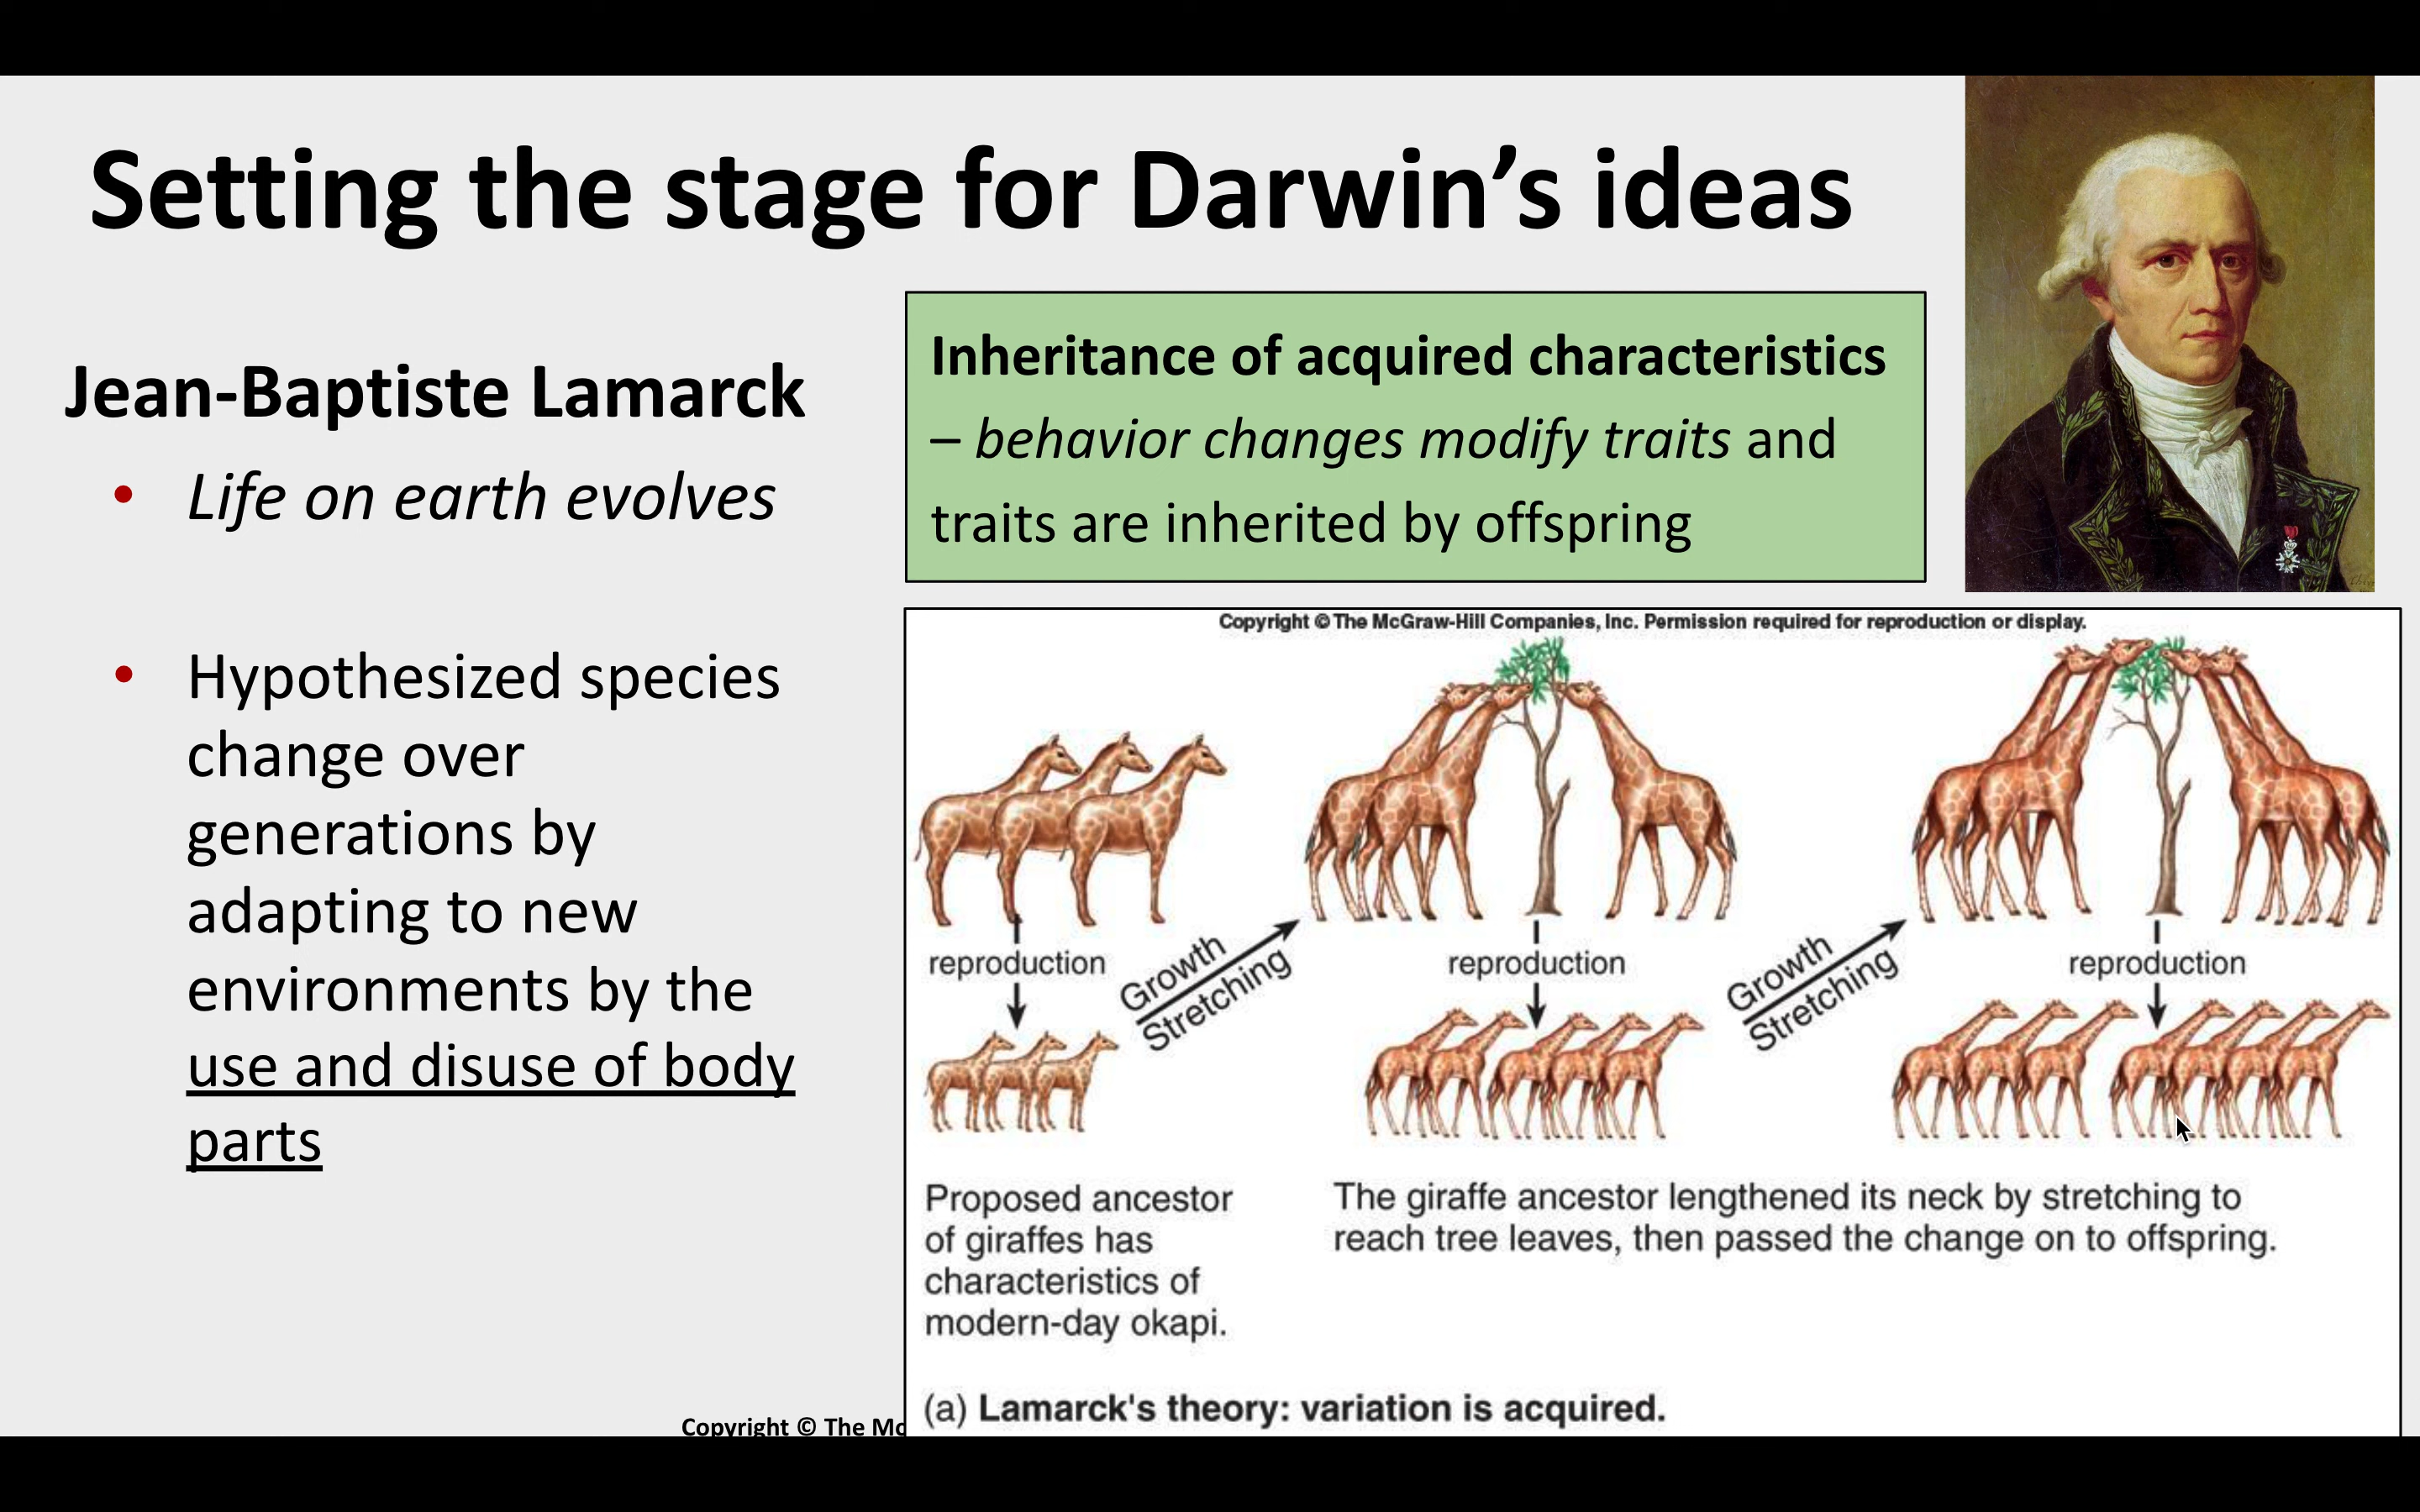 Setting the stage for Darwin's ideas
Jean-Baptiste Lamarck
• Life on earth evolves
• Hypothesized species
change over
generations by
adapting to new
environments by the
use and disuse of body
parts
Inheritance of acquired characteristics
– behavior changes modify traits and
traits are inherited by offspring
Copyright © The McGraw-Hill Companies, Inc. Permission required for reproduction or display.
reproduction
Growth
Stretching
reproduction
Growth
Stretching
reproduction
Proposed ancestor
of giraffes has
characteristics of
modern-day okapi.
The giraffe ancestor lengthened its neck by stretching to
reach tree leaves, then passed the change on to offspring.
(a) Lamarck's theory: variation is acquired.
Copyright © The Mc